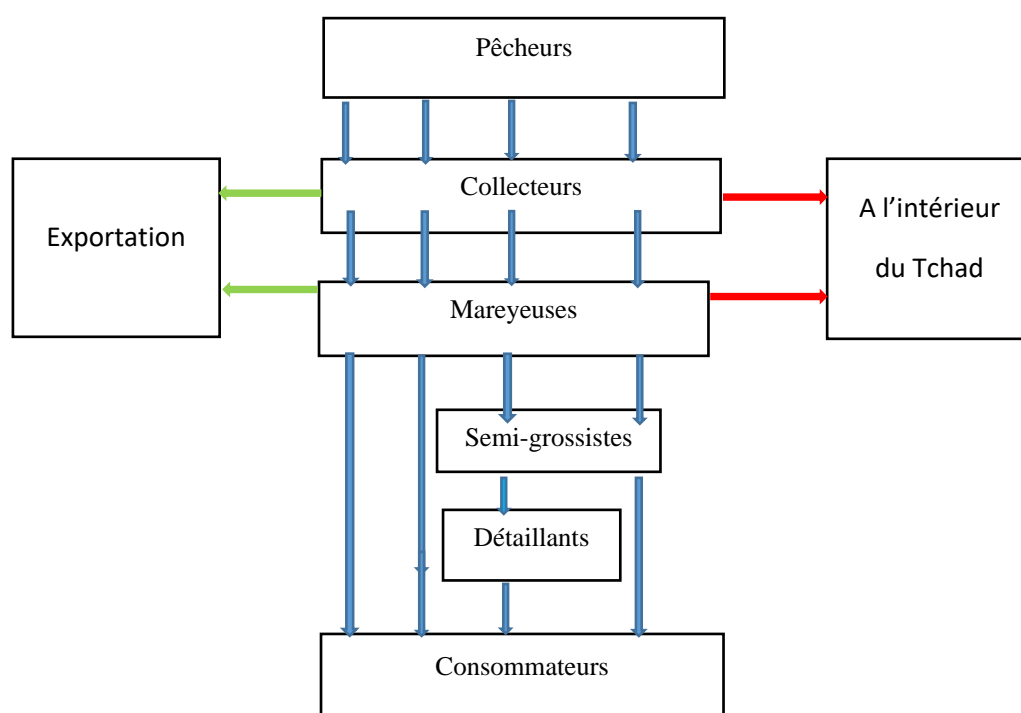 Pêcheurs
Collecteurs
Exportation
A l’intérieur
du Tchad
Mareyeuses
Semi-grossistes
Détaillants
Consommateurs